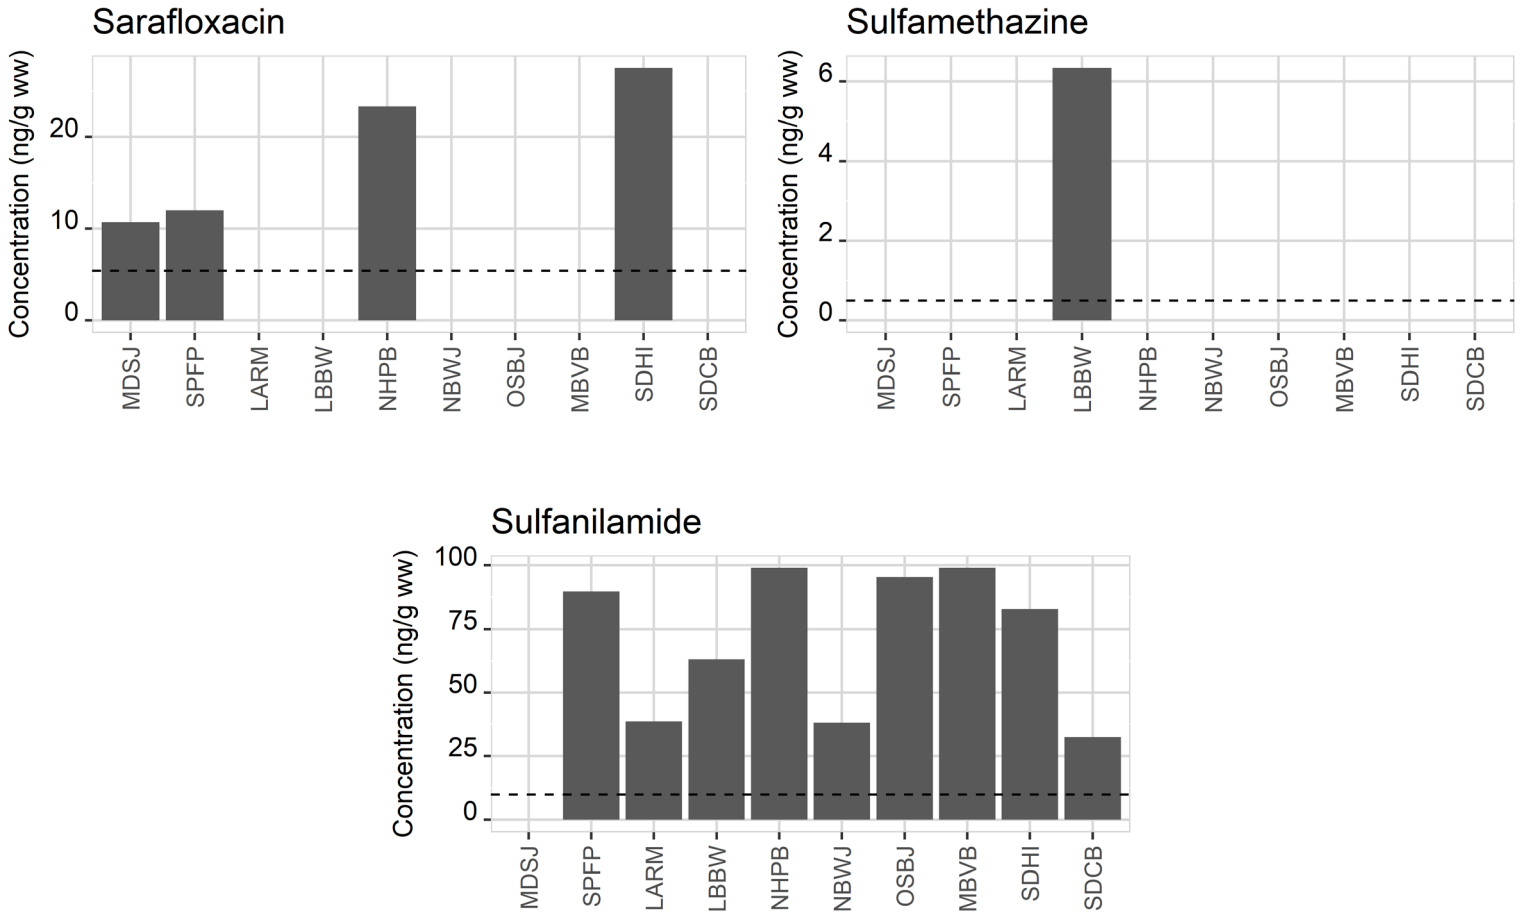 Sarafloxacin
Concentration (ng/g ww)
20
10
0
MDSJ
SPFP
LARM
LBBW
NHPB
NBWJ
OSBJ
MBVB
SDHI
SDCB
Sulfamethazine
Concentration (ng/g ww)
6
4
2
0
MDSJ
SPFP
LARM
LBBW
NHPB
NBWJ
OSBJ
MBVB
SDHI
SDCB
Sulfanilamide
Concentration (ng/g ww)
100
75
50
25
0
MDSJ
SPFP
LARM
LBBW
NHPB
NBWJ
OSBJ
MBVB
SDHI
SDCB